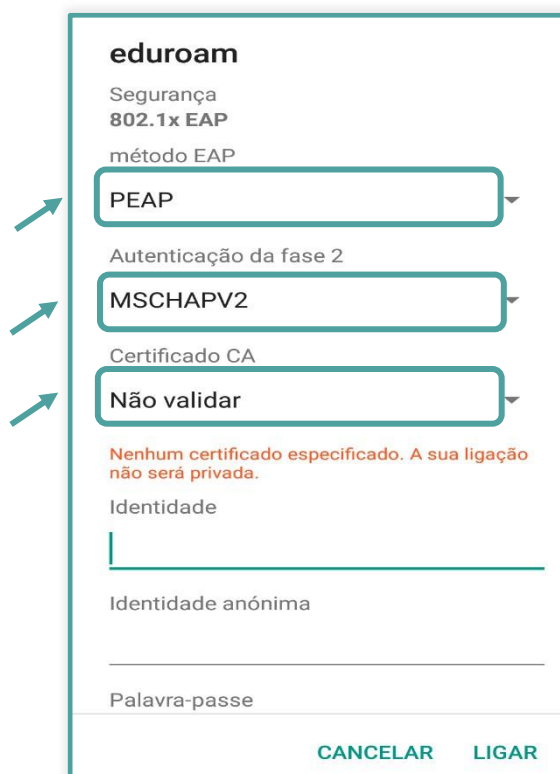 eduroam
Segurança
802.1x EAP
método EAP
PEAP
Autenticação da fase 2
MSCHAPV2
Certificado CA
Não validar
Nenhum certificado especificado. A sua ligação
não será privada.
Identidade
Identidade anónima
Palavra-passe
CANCELAR LIGAR